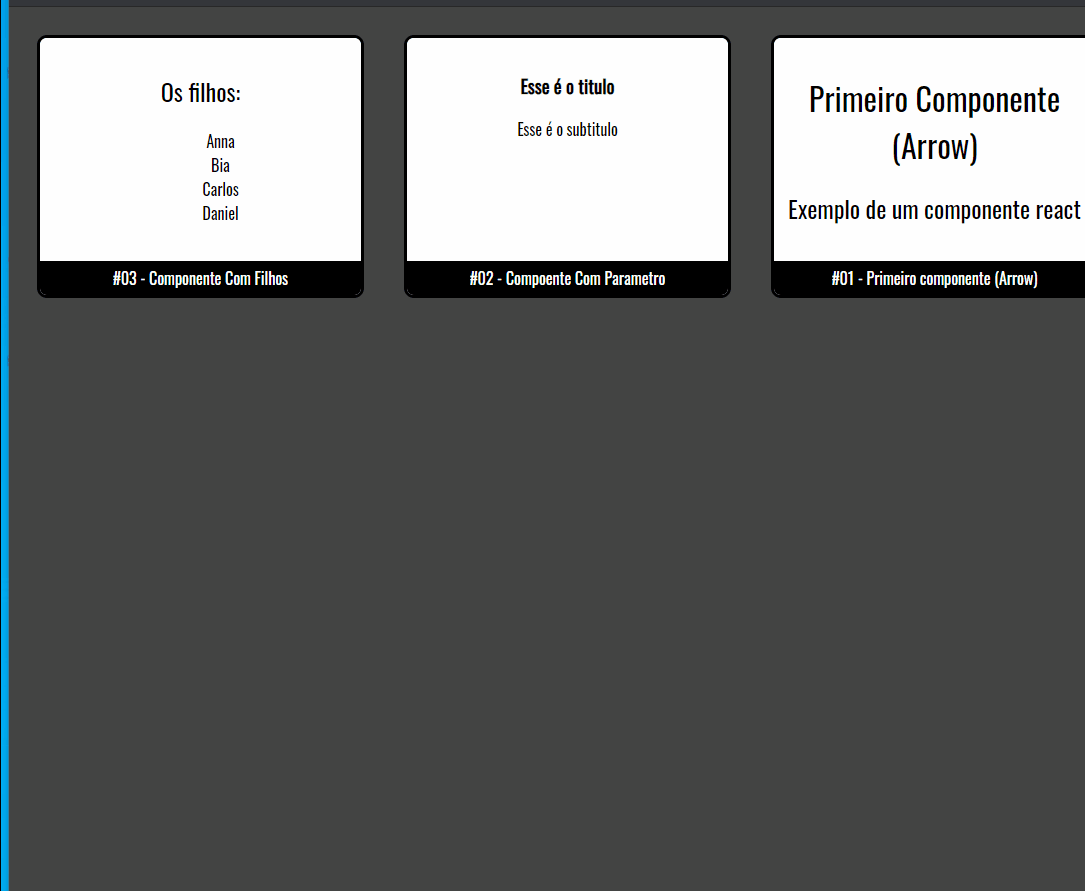 Os filhos:
Anna
Bia
Carlos
Daniel
#03 - Componente Com Filhos
Esse é o titulo
Esse é o subtitulo
#02 - Compoente Com Parametro
Primeiro Componente
(Arrow)
Exemplo de um componente react
#01 - Primeiro componente (Arrow)